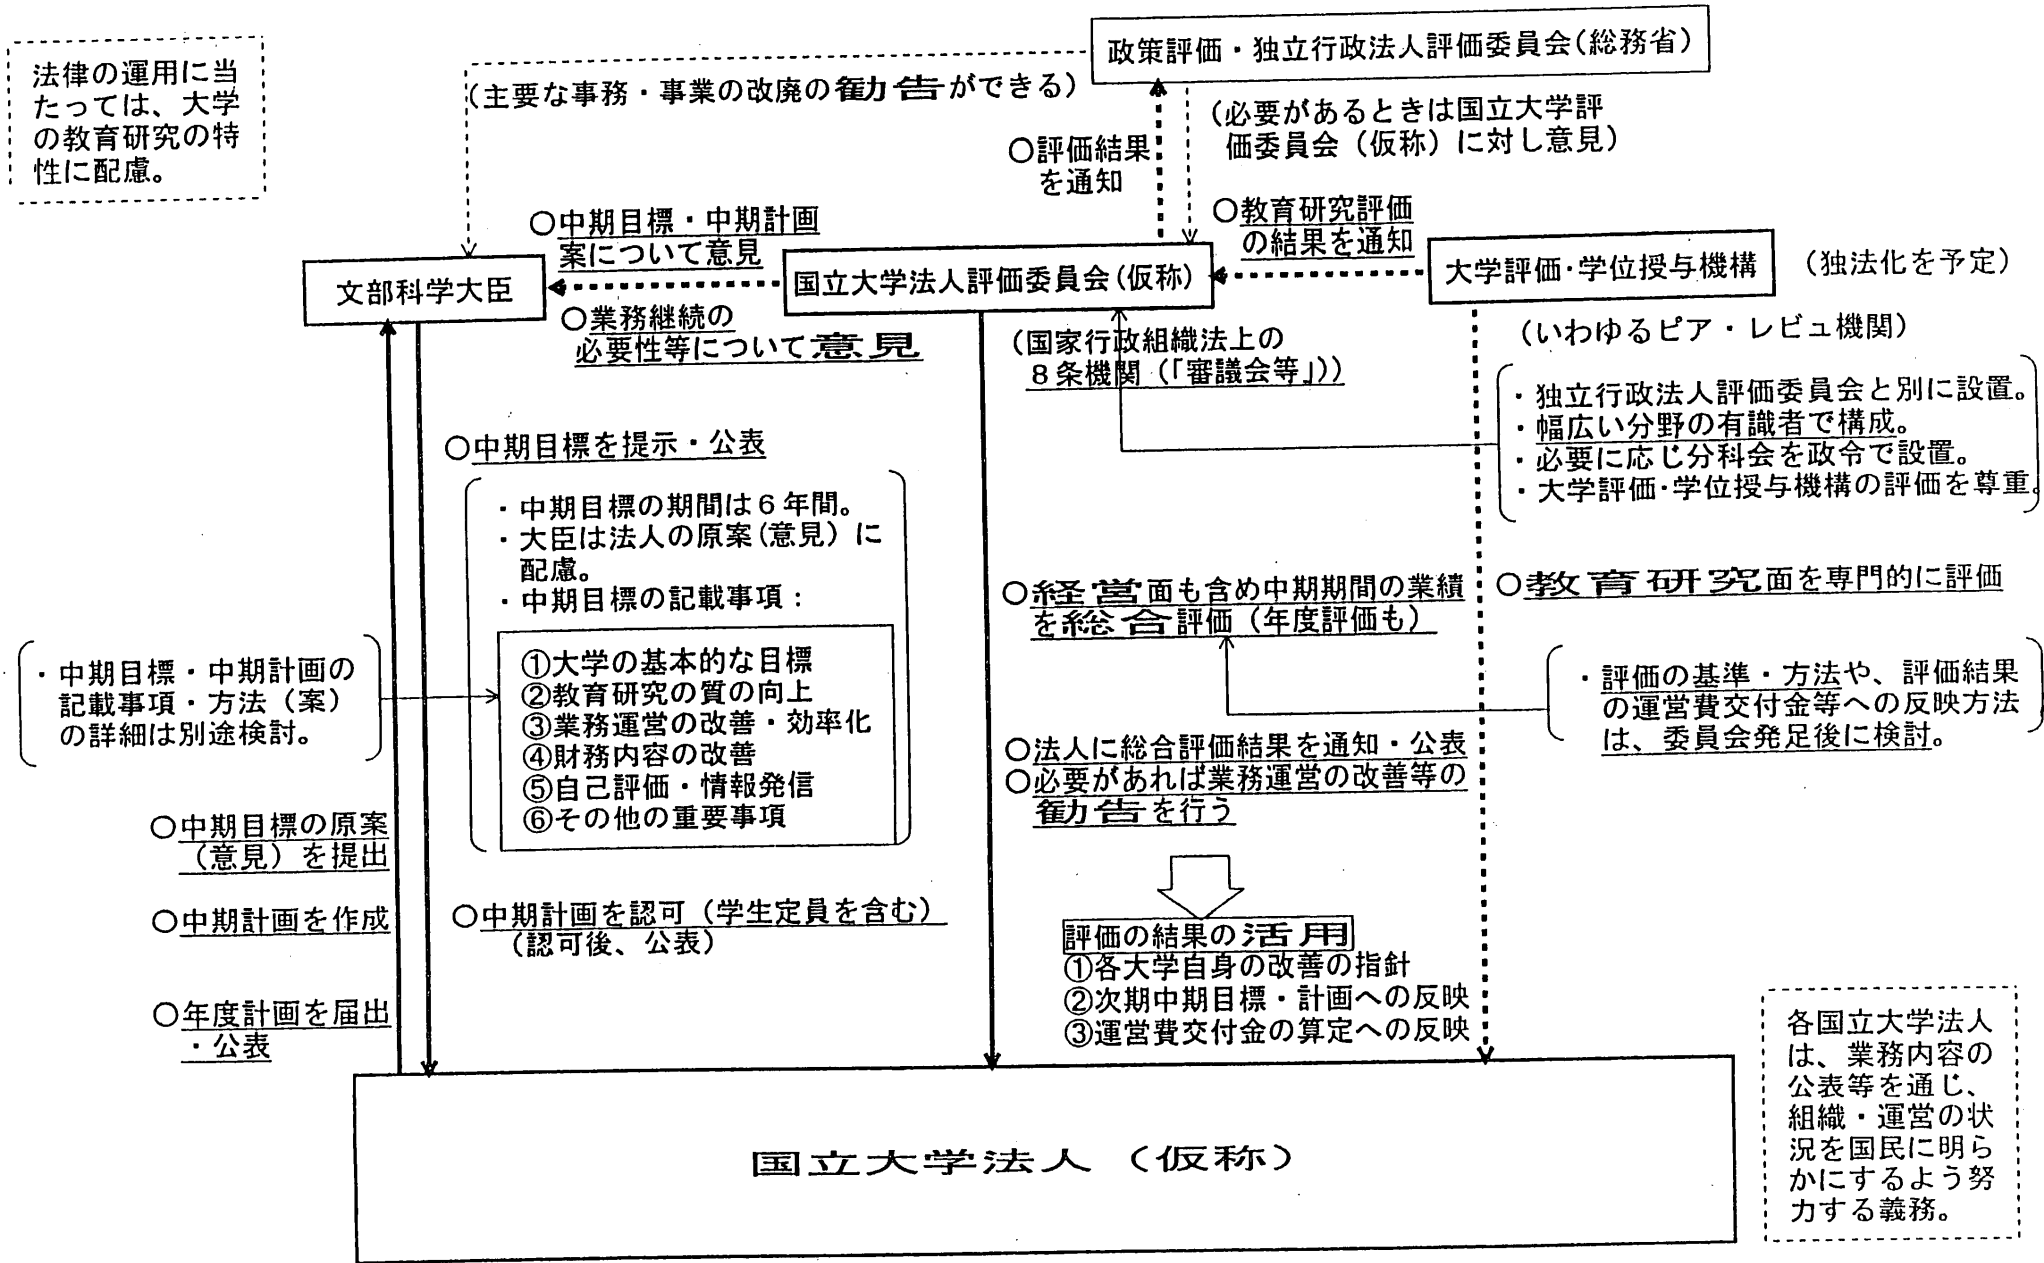 政策評価・独立行政法人評価委員会(総務省)
法律の運用に当
たっては、大学
の教育研究の特
性に配慮。
(主要な事務・事業の改廃の勧告ができる)
(必要があるときは国立大学評
価委員会(仮称)に対し意見)
○評価結果
を通知
○中期目標・中期計画
案について意見
○教育研究評価
の結果を通知
文部科学大臣
国立大学法人評価委員会(仮称)
大学評価・学位授与機構
(独法化を予定)
○業務継続の
必要性等について意見
(国家行政組織法上の
8条機関(「審議会等」))
(いわゆるピア・レビュ機関)
・独立行政法人評価委員会と別に設置。
・幅広い分野の有識者で構成。
・必要に応じ分科会を政令で設置。
・大学評価・学位授与機構の評価を尊重。
○中期目標を提示・公表
・中期目標の期間は6年間。
・大臣は法人の原案(意見)に
配慮。
・中期目標の記載事項:
①大学の基本的な目標
②教育研究の質の向上
③業務運営の改善・効率化
④財務内容の改善
⑤自己評価・情報発信
⑥その他の重要事項
・中期目標・中期計画の
記載事項・方法(案)
の詳細は別途検討。
○経営面も含め中期期間の業績
を総合評価(年度評価も)
○教育研究面を専門的に評価
・評価の基準・方法や、評価結果
の運営費交付金等への反映方法
は、委員会発足後に検討。
○法人に総合評価結果を通知・公表
○必要があれば業務運営の改善等の
勧告を行う
○中期目標の原案
(意見)を提出
○中期計画を作成
○年度計画を届出
・公表
○中期計画を認可(学生定員を含む)
(認可後、公表)
評価の結果の活用
①各大学自身の改善の指針
②次期中期目標・計画への反映
③運営費交付金の算定への反映
各国立大学法人
は、業務内容の
公表等を通じ、
組織・運営の状
況を国民に明ら
かにするよう努
力する義務。
国立大学法人(仮称)